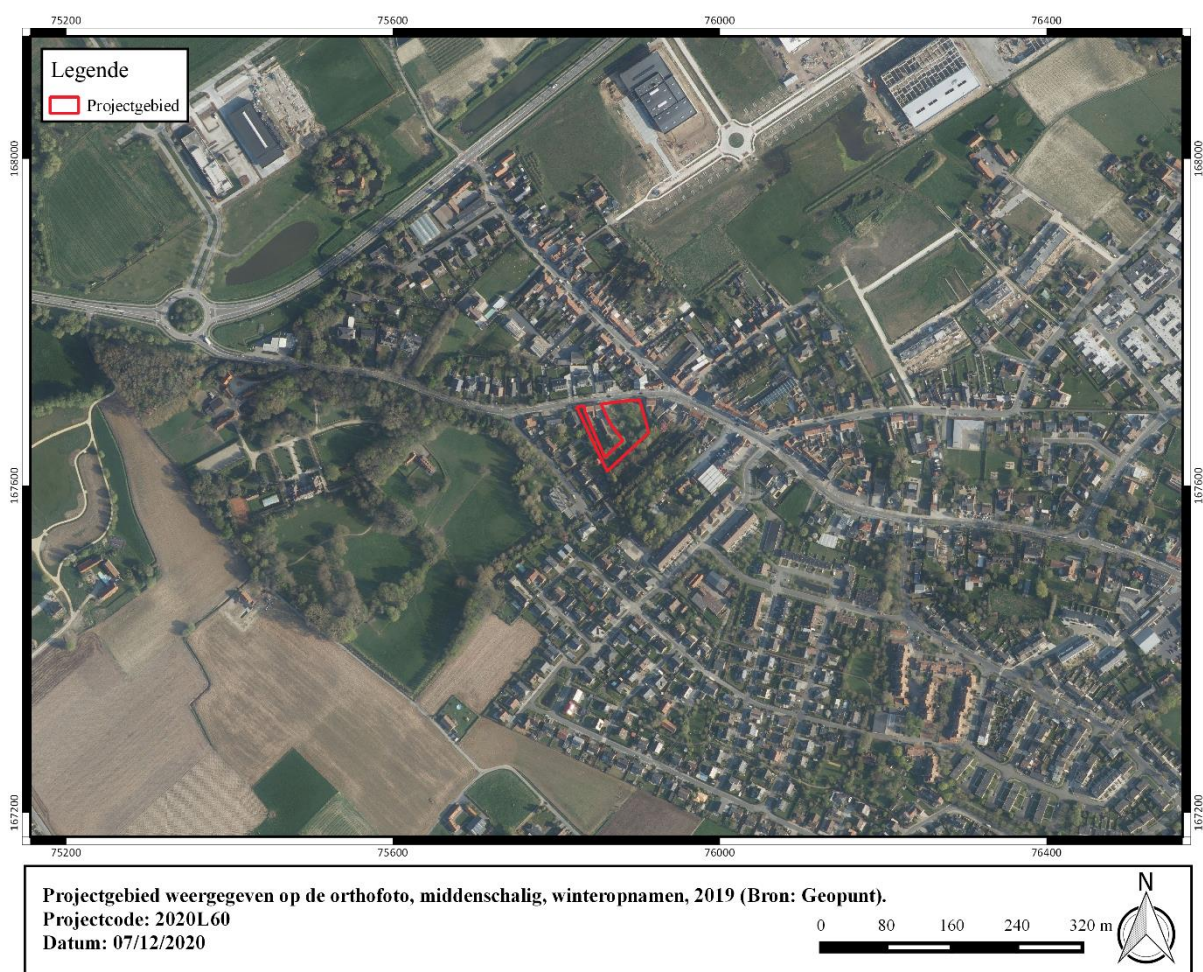 75200 75600 76000 76400
Legende
Projectgebied
168000 168000
167600 167600
167200 167200
75200 75600 76000 76400
Projectgebied weergegeven op de orthofoto, middenschalig, winteropnamen, 2019 (Bron: Geopunt).
Projectcode: 2020L60
Datum: 07/12/2020
N
0 80 160 240 320 m